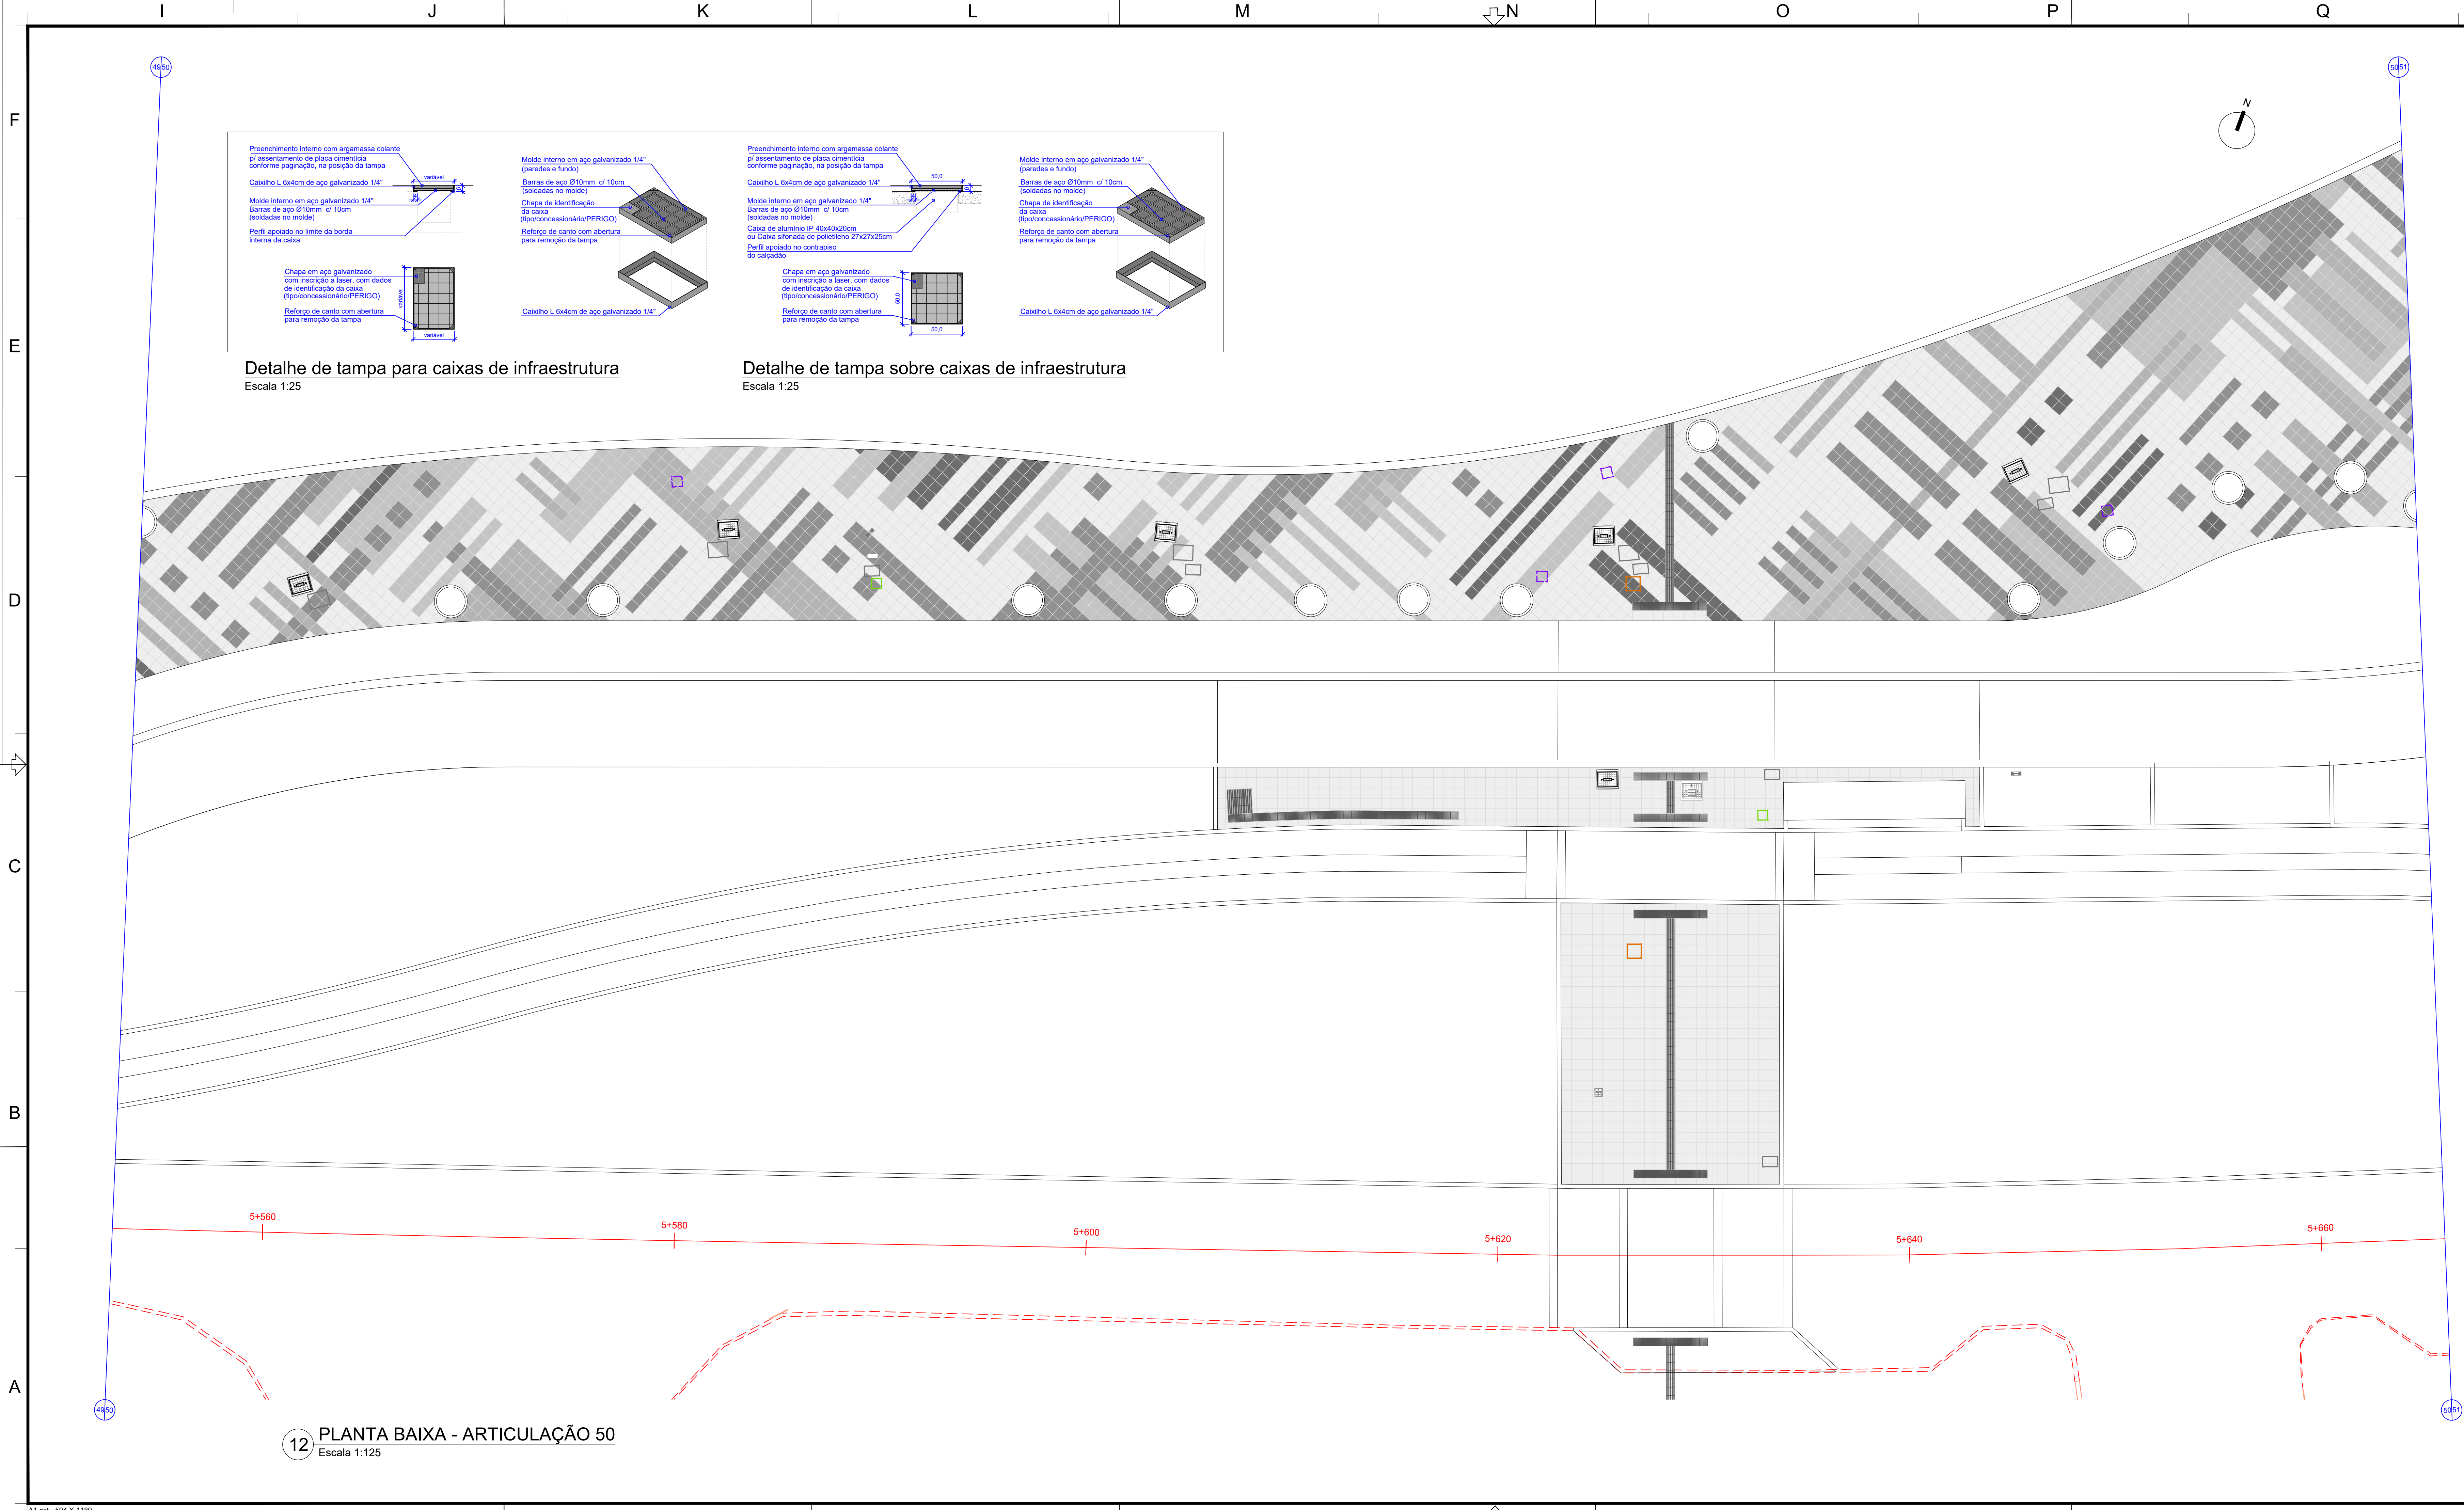 I J K L M N O P Q
F
E
D
C
B
A
49|50
50|51
N
Preenchimento interno com argamassa colante
p/ assentamento de placa cimentícia
conforme paginação, na posição da tampa
Caixilho L 6x4cm de aço galvanizado 1/4"
Molde interno em aço galvanizado 1/4"
Barras de aço Ø10mm c/ 10cm
(soldadas no molde)
Perfil apoiado no limite da borda
interna da caixa
variável
Chapa em aço galvanizado
com inscrição a laser, com dados
de identificação da caixa
(tipo/concessionário/PERIGO)
Reforço de canto com abertura
para remoção da tampa
variável
variável
Molde interno em aço galvanizado 1/4"
(paredes e fundo)
Barras de aço Ø10mm c/ 10cm
(soldadas no molde)
Chapa de identificação
da caixa
(tipo/concessionário/PERIGO)
Reforço de canto com abertura
para remoção da tampa
Caixilho L 6x4cm de aço galvanizado 1/4"
Detalhe de tampa para caixas de infraestrutura
Escala 1:25
Preenchimento interno com argamassa colante
p/ assentamento de placa cimentícia
conforme paginação, na posição da tampa
Caixilho L 6x4cm de aço galvanizado 1/4"
Molde interno em aço galvanizado 1/4"
Barras de aço Ø10mm c/ 10cm
(soldadas no molde)
Caixa de alumínio IP 40x40x20cm
ou Caixa sifonada de polietileno 27x27x25cm
Perfil apoiado no contrapiso
do calçadão
50,0
Chapa em aço galvanizado
com inscrição a laser, com dados
de identificação da caixa
(tipo/concessionário/PERIGO)
Reforço de canto com abertura
para remoção da tampa
50,0
50,0
Molde interno em aço galvanizado 1/4"
(paredes e fundo)
Barras de aço Ø10mm c/ 10cm
(soldadas no molde)
Chapa de identificação
da caixa
(tipo/concessionário/PERIGO)
Reforço de canto com abertura
para remoção da tampa
Caixilho L 6x4cm de aço galvanizado 1/4"
Detalhe de tampa sobre caixas de infraestrutura
Escala 1:25
5+560
5+580
5+600
5+620
5+640
5+660
49|50
50|51
12
PLANTA BAIXA - ARTICULAÇÃO 50
Escala 1:125